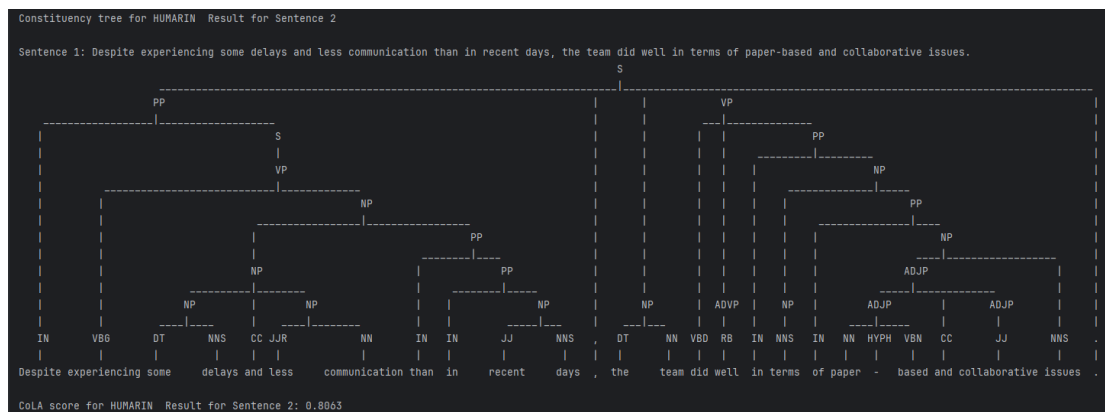 Constituency tree for HUMARIN  Result for Sentence 2
Sentence 1: Despite experiencing some delays and less communication than in recent days, the team did well in terms of paper-based and collaborative issues.
S
PP VP
S PP
VP NP
NP PP
PP NP
NP PP ADJP
NP NP NP NP ADVP NP ADJP ADJP
IN VBG DT NNS CC JJR NN IN IN JJ NNS , DT NN VBD RB IN NNS IN NN HYPH VBN CC JJ NNS .
Despite experiencing some delays and less communication than in recent days , the team did well in terms of paper - based and collaborative issues .
CoLA score for HUMARIN  Result for Sentence 2: 0.8063